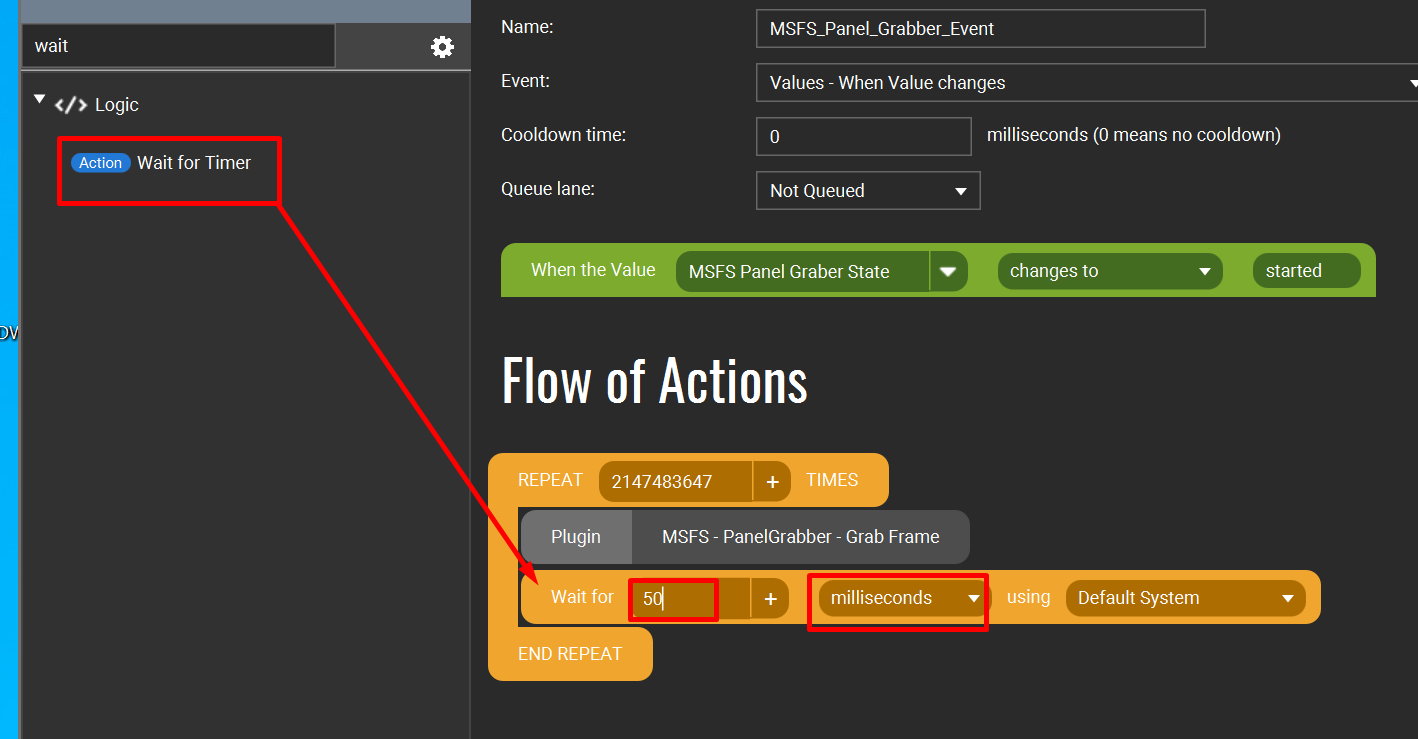 wait
Logic
Action Wait for Timer
DV
Name: MSFS_Panel_Grabber_Event
Event: Values - When Value changes
Cooldown time: 0 milliseconds (0 means no cooldown)
Queue lane: Not Queued
When the Value MSFS Panel Graber State changes to started
Flow of Actions
REPEAT 2147483647 + TIMES
Plugin MSFS - PanelGrabber - Grab Frame
Wait for 50 + milliseconds using Default System
END REPEAT